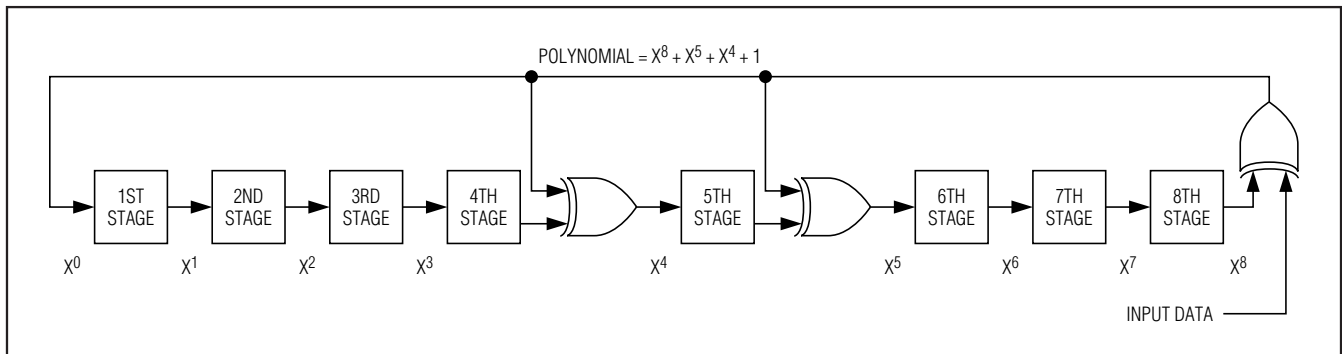 POLYNOMIAL = X⁸ + X⁵ + X⁴ + 1
1ST
STAGE
2ND
STAGE
3RD
STAGE
4TH
STAGE
5TH
STAGE
6TH
STAGE
7TH
STAGE
8TH
STAGE
X⁰
X¹
X²
X³
X⁴
X⁵
X⁶
X⁷
X⁸
INPUT DATA